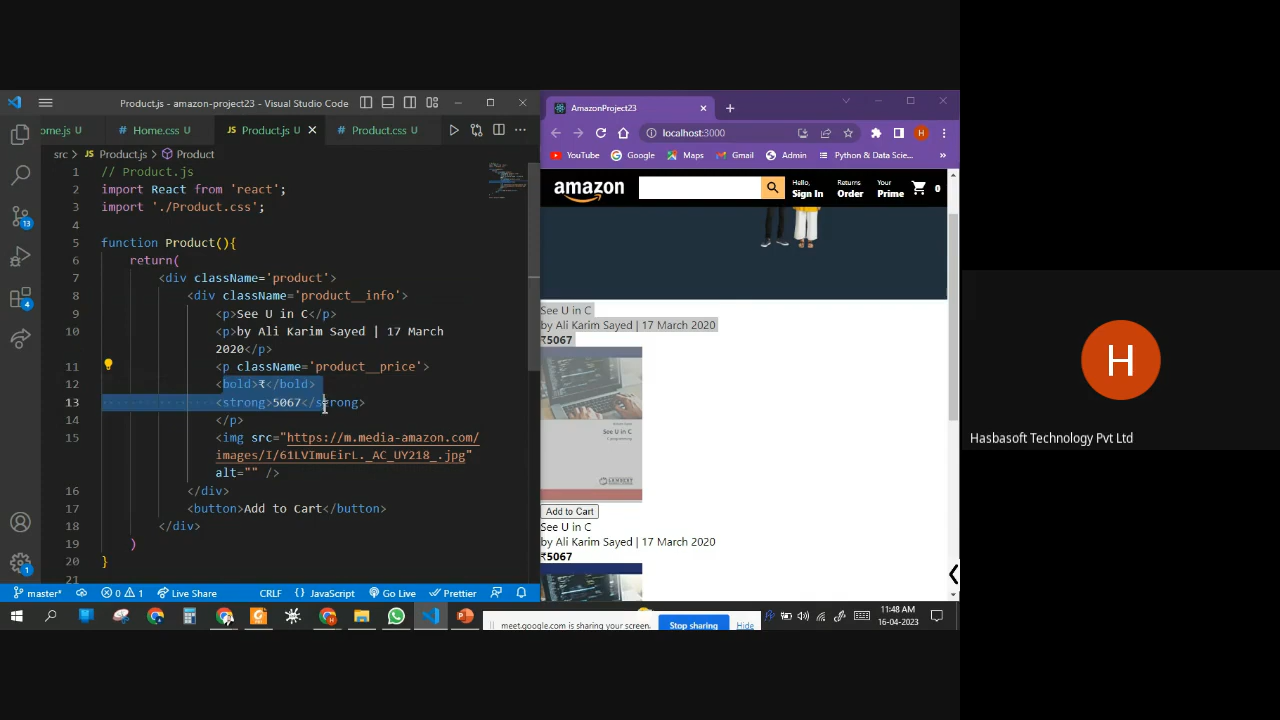 Product.js - amazon-project23 - Visual Studio Code
ome.js
Home.css
Product.js U
Product.css U
src > Product.js > Product
1 // Product.js
2 import React from 'react';
3 import './Product.css';
4
5 function Product(){
6 return(
7 <div className='product'>
8 <div className='product__info'>
9 <p>See U in C</p>
10 <p>by Ali Karim Sayed | 17 March
2020</p>
11 <p className='product__price'>
12 <bold>₹</bold>
13 <strong>5067</strong>
14 </p>
15 <img src="https://m.media-amazon.com/
images/I/61LVImuEirL._AC_UY218_.jpg"
alt="" />
16 </div>
17 <button>Add to Cart</button>
18 </div>
19 )
20 }
21
13
4
1
master*
0 1
Live Share
CRLF
{} JavaScript
Go Live
Prettier
AmazonProject23
localhost:3000
H
YouTube
Google
Maps
Gmail
Admin
Python & Data Scie...
amazon
Hello,
Sign In
Returns
Order
Your
Prime
0
See U in C
by Ali Karim Sayed | 17 March 2020
₹5067
See U in C
LAMBERT
Add to Cart
See U in C
by Ali Karim Sayed | 17 March 2020
₹5067
meet.google.com is sharing your screen.
Stop sharing
Hide
11:48 AM
16-04-2023
H
Hasbasoft Technology Pvt Ltd